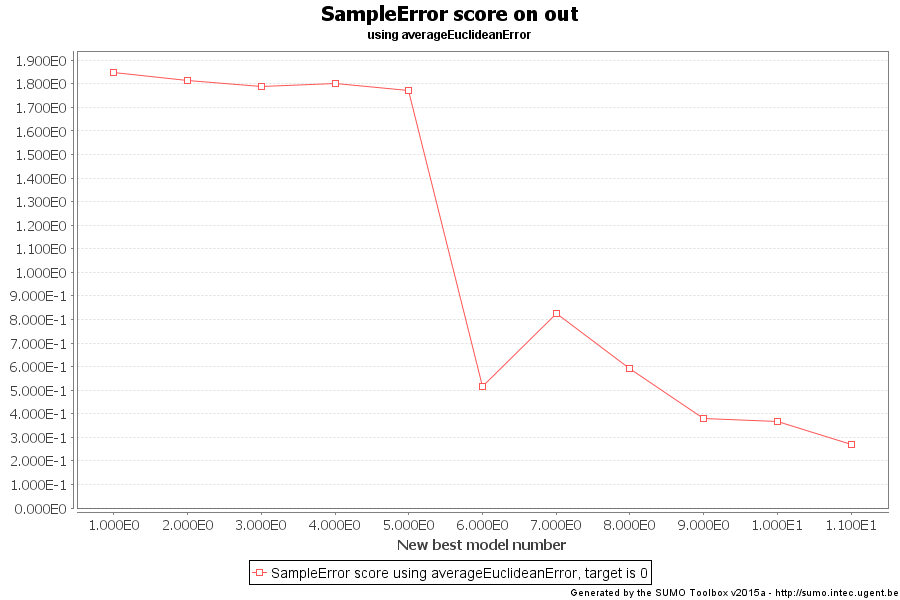 SampleError score on out
using averageEuclideanError
1.900E0
1.800E0
1.700E0
1.600E0
1.500E0
1.400E0
1.300E0
1.200E0
1.100E0
1.000E0
9.000E-1
8.000E-1
7.000E-1
6.000E-1
5.000E-1
4.000E-1
3.000E-1
2.000E-1
1.000E-1
0.000E0
1.000E0 2.000E0 3.000E0 4.000E0 5.000E0 6.000E0 7.000E0 8.000E0 9.000E0 1.000E1 1.100E1
New best model number
SampleError score using averageEuclideanError, target is 0
Generated by the SUMO Toolbox v2015a - http://sumo.intec.ugent.be